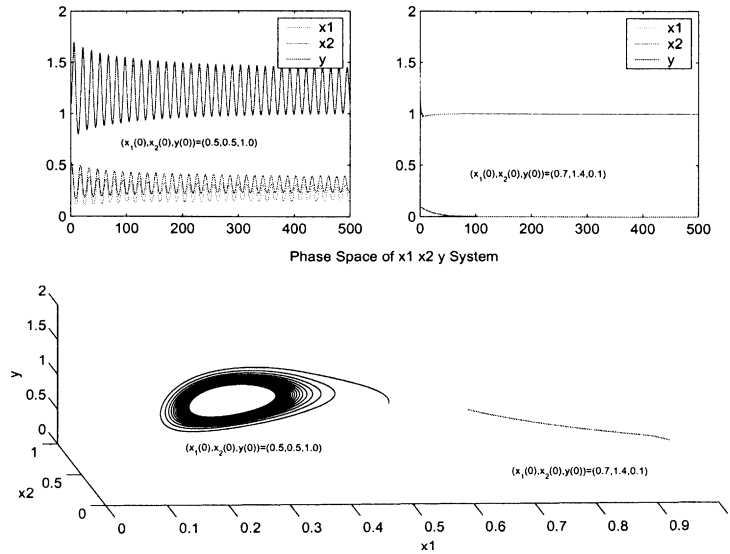 2
1.5
1
0.5
0
0 100 200 300 400 500
x1
x2
y
(x₁(0),x₂(0),y(0))=(0.5,0.5,1.0)
2
1.5
1
0.5
0
0 100 200 300 400 500
x1
x2
y
(x₁(0),x₂(0),y(0))=(0.7,1.4,0.1)
Phase Space of x1 x2 y System
2
1.5
1
0.5
0
y
1
0.5
0
x2
0 0.1 0.2 0.3 0.4 0.5 0.6 0.7 0.8 0.9
x1
(x₁(0),x₂(0),y(0))=(0.5,0.5,1.0)
(x₁(0),x₂(0),y(0))=(0.7,1.4,0.1)